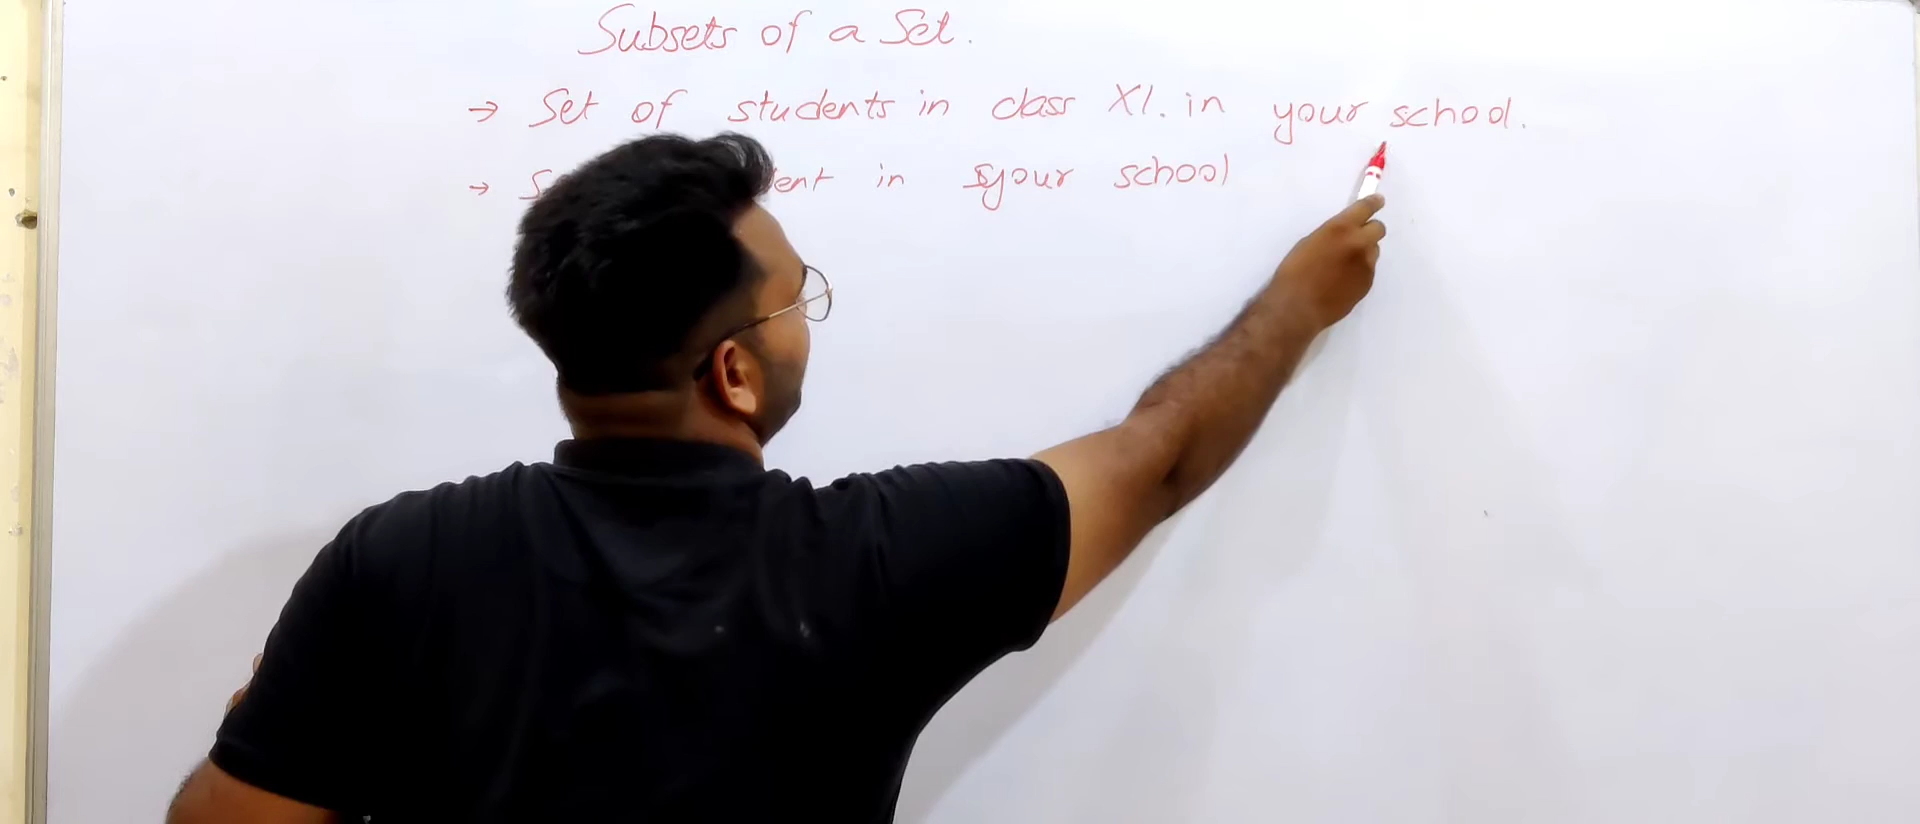 Subsets of a Set.
→ Set of students in class XI. in your school.
→ in your school